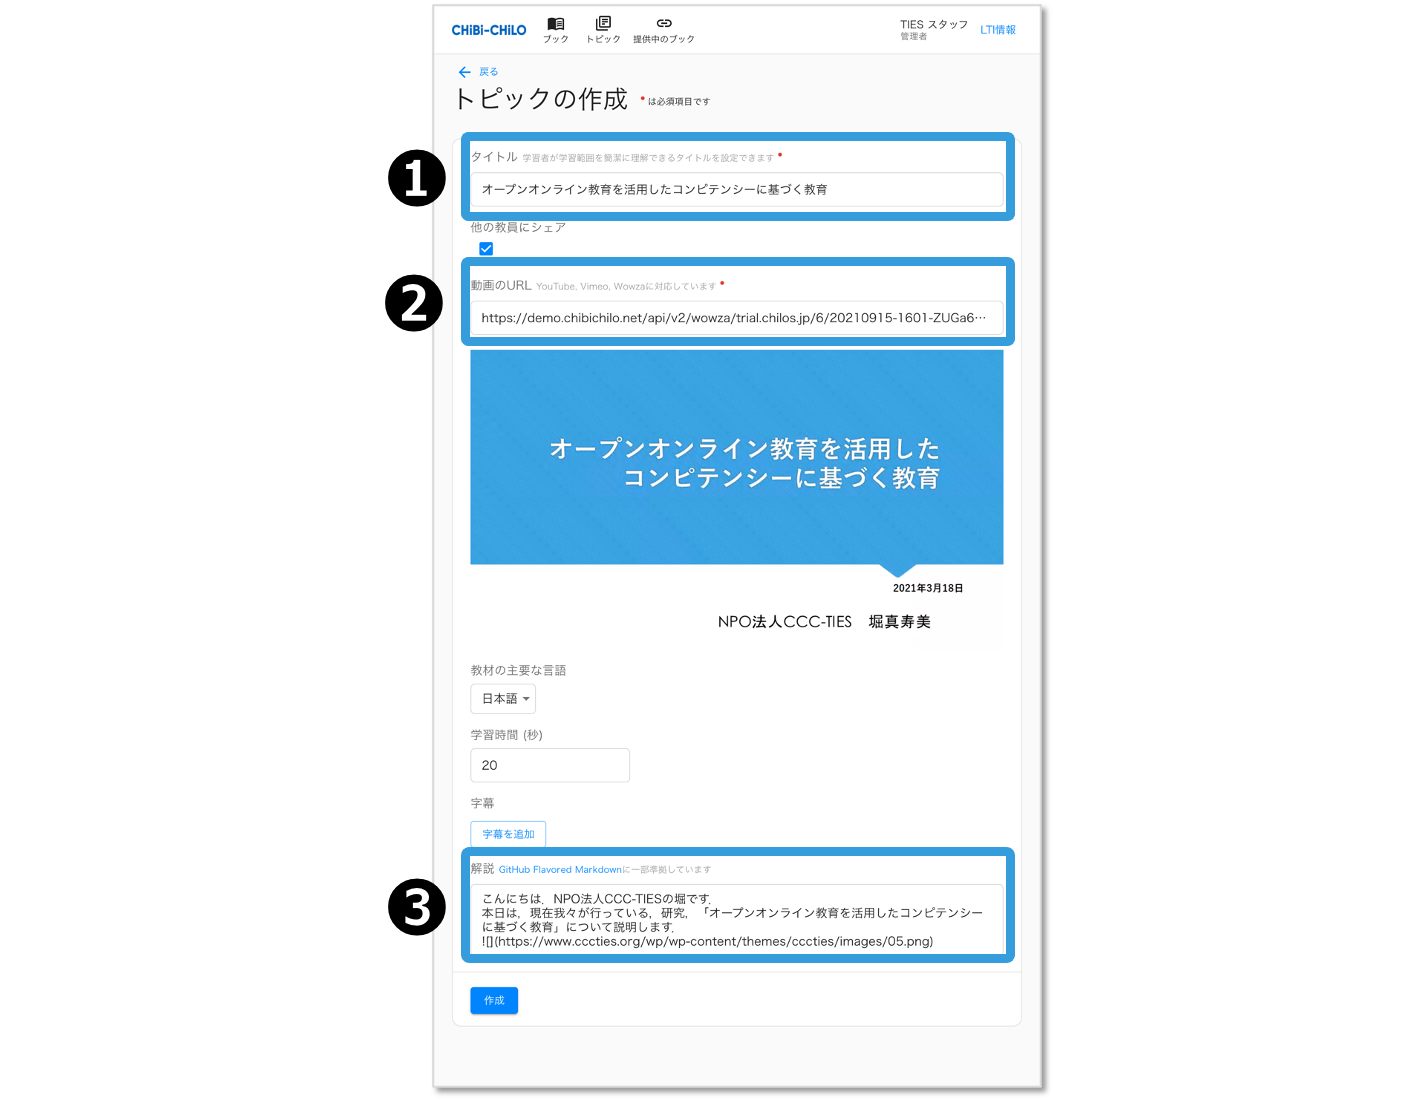 CHiBi-CHiLO
ブック
トピック
提供中のブック
TIES スタッフ
管理者
LTI情報
戻る
トピックの作成 * は必須項目です
1
タイトル 学習者が学習範囲を簡潔に理解できるタイトルを設定できます *
オープンオンライン教育を活用したコンピテンシーに基づく教育
他の教員にシェア
2
動画のURL YouTube, Vimeo, Wowzaに対応しています *
https://demo.chibichilo.net/api/v2/wowza/trial.chilos.jp/6/20210915-1601-ZUGa6…
オープンオンライン教育を活用した
コンピテンシーに基づく教育
2021年3月18日
NPO法人CCC-TIES 堀真寿美
教材の主要な言語
日本語
学習時間 (秒)
20
字幕
字幕を追加
3
解説 GitHub Flavored Markdownに一部準拠しています
こんにちは，NPO法人CCC-TIESの堀です．
本日は，現在我々が行っている，研究，「オープンオンライン教育を活用したコンピテンシー
に基づく教育」について説明します．
![](https://www.cccties.org/wp/wp-content/themes/cccties/images/05.png)
作成